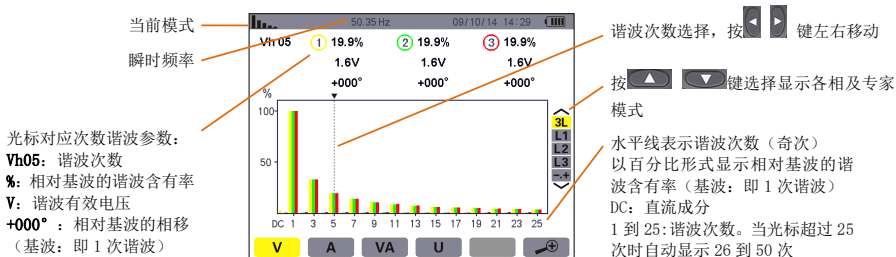 当前模式
瞬时频率
光标对应次数谐波参数：
Vh05：谐波次数
%：相对基波的谐波含有率
V：谐波有效电压
+000°：相对基波的相移
（基波：即 1 次谐波）
50.35 Hz 09/10/14 14:29
Vh 05 1 19.9% 2 19.9% 3 19.9%
1.6V 1.6V 1.6V
+000° +000° +000°
%
100
50
DC 1 3 5 7 9 11 13 15 17 19 21 23 25
3L
L1
L2
L3
-.+
V A VA U
谐波次数选择，按 键左右移动
按 键选择显示各相及专家
模式
水平线表示谐波次数（奇次）
以百分比形式显示相对基波的谐
波含有率（基波：即 1 次谐波）
DC：直流成分
1 到 25:谐波次数。当光标超过 25
次时自动显示 26 到 50 次